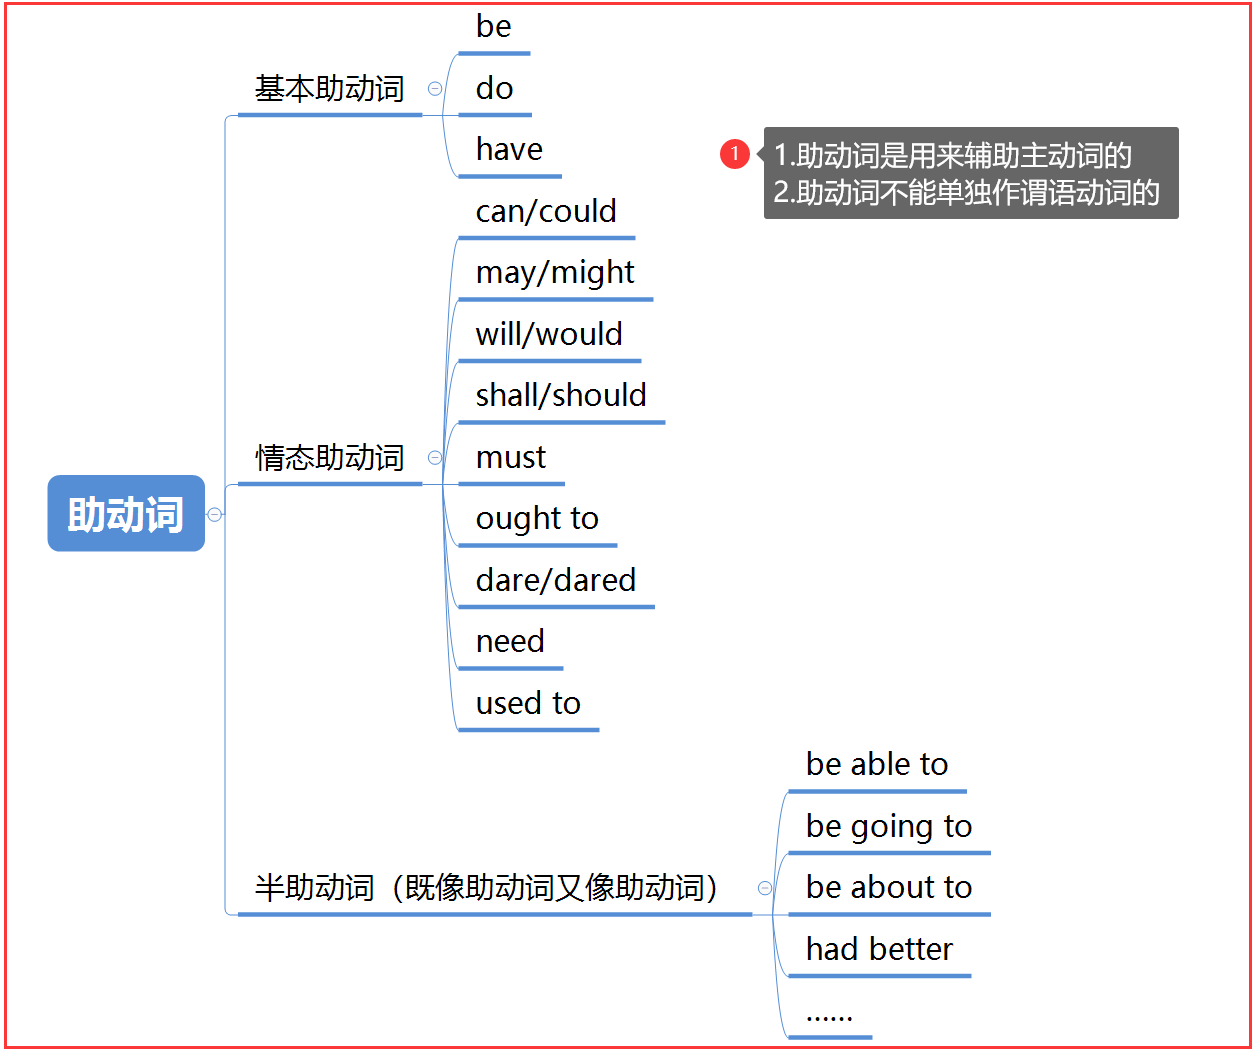 助动词
基本助动词
be
do
have
情态助动词
can/could
may/might
will/would
shall/should
must
ought to
dare/dared
need
used to
半助动词（既像助动词又像助动词）
be able to
be going to
be about to
had better
……
1
1.助动词是用来辅助主动词的
2.助动词不能单独作谓语动词的